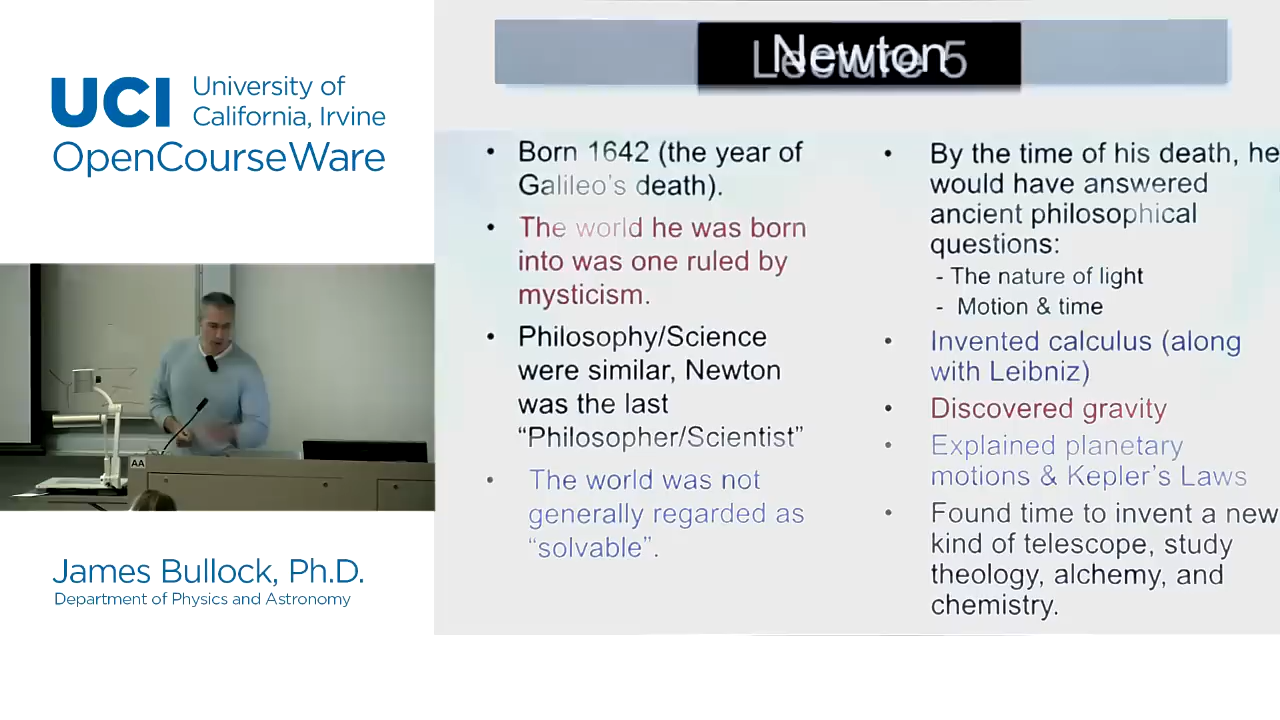 UCI University of
California, Irvine
OpenCourseWare
AA
James Bullock, Ph.D.
Department of Physics and Astronomy
Newton
Lecture 5
• Born 1642 (the year of
Galileo's death).
• The world he was born
into was one ruled by
mysticism.
• Philosophy/Science
were similar, Newton
was the last
“Philosopher/Scientist”
• The world was not
generally regarded as
“solvable”.
• By the time of his death, he
would have answered
ancient philosophical
questions:
- The nature of light
- Motion & time
• Invented calculus (along
with Leibniz)
• Discovered gravity
• Explained planetary
motions & Kepler's Laws
• Found time to invent a new
kind of telescope, study
theology, alchemy, and
chemistry.